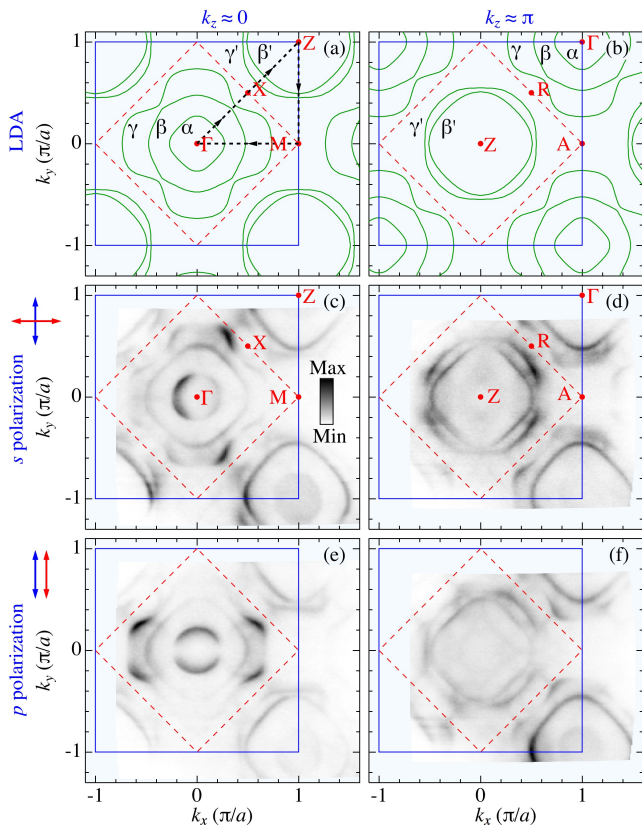 k_z ≈ 0
k_z ≈ π
LDA
k_y (π/a)
1
0
-1
(a)
γ'
β'
Z
X
γ
β
α
Γ
M
(b)
γ
β
α
Γ
R
γ'
β'
Z
A
s polarization
k_y (π/a)
1
0
-1
(c)
Z
X
Γ
M
Max
Min
(d)
Γ
R
Z
A
p polarization
k_y (π/a)
1
0
-1
(e)
(f)
-1
0
1
-1
0
1
k_x (π/a)
k_x (π/a)